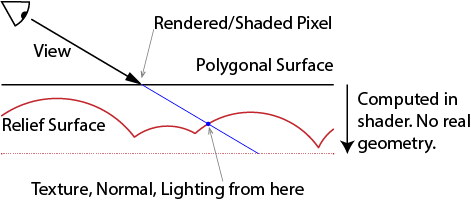 Rendered/Shaded Pixel
View
Polygonal Surface
Computed in
shader. No real
geometry.
Relief Surface
Texture, Normal, Lighting from here